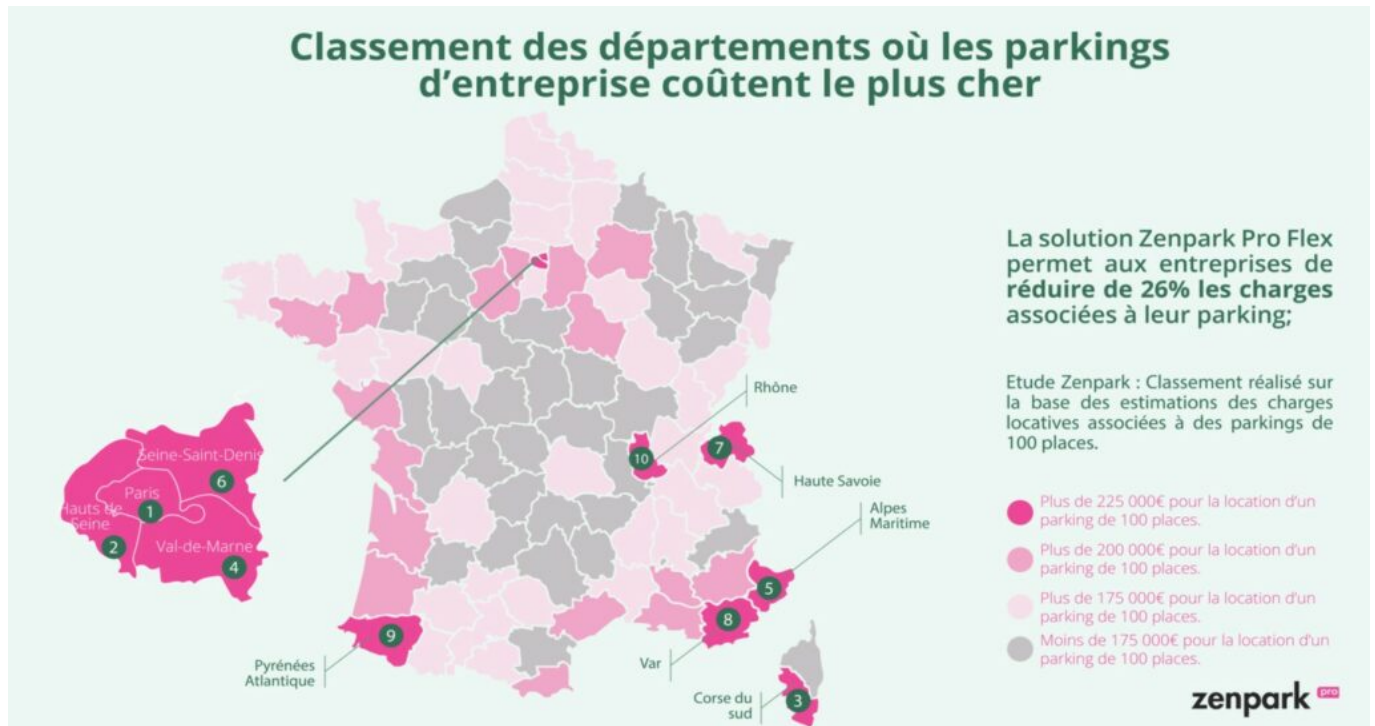 Classement des départements où les parkings
d'entreprise coûtent le plus cher
La solution Zenpark Pro Flex
permet aux entreprises de
réduire de 26% les charges
associées à leur parking;
Etude Zenpark : Classement réalisé sur
la base des estimations des charges
locatives associées à des parkings de
100 places.
Plus de 225 000€ pour la location d'un
parking de 100 places.
Plus de 200 000€ pour la location d'un
parking de 100 places.
Plus de 175 000€ pour la location d'un
parking de 100 places.
Moins de 175 000€ pour la location d'un
parking de 100 places.
Seine-Saint-Denis
6
Paris
1
Hauts de
Seine
2
Val-de-Marne
4
Rhône
10
7
Haute Savoie
Alpes
Maritime
5
8
Var
9
Pyrénées
Atlantique
Corse du
sud
3
zenpark pro